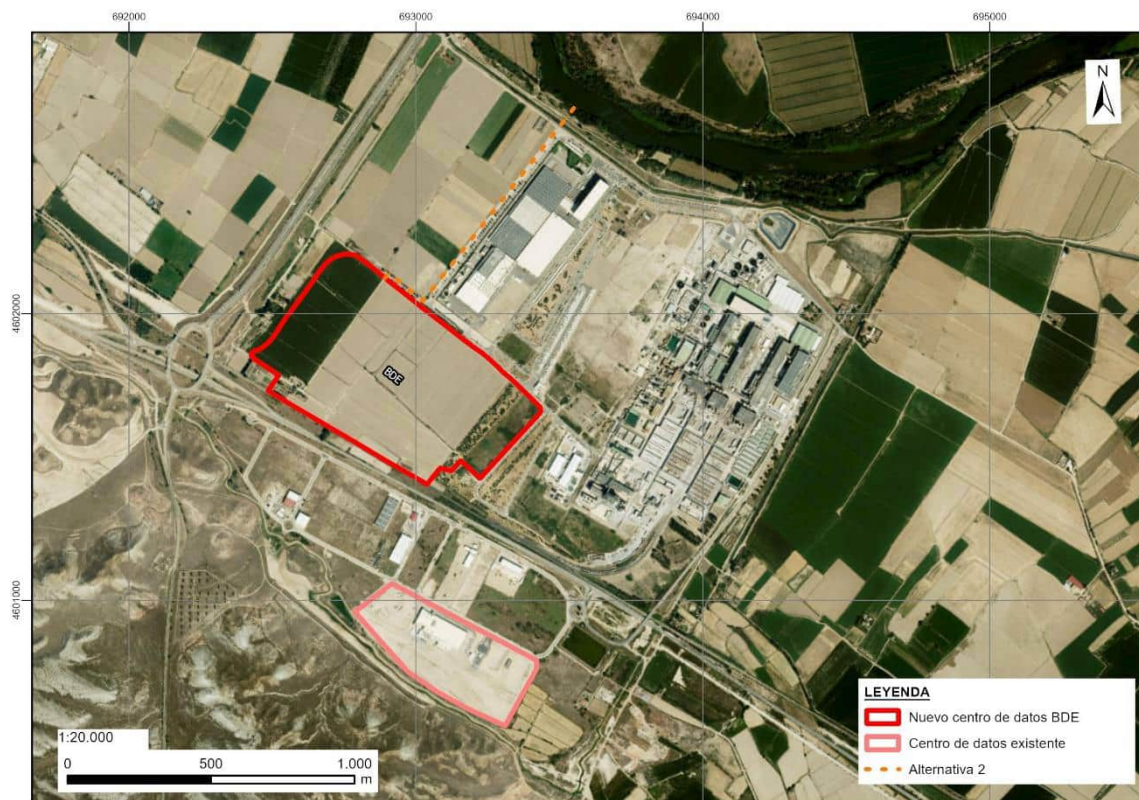 692000
693000
694000
695000
N
4602000
BDE
4601000
LEYENDA
Nuevo centro de datos BDE
Centro de datos existente
Alternativa 2
1:20.000
0 500 1.000
m